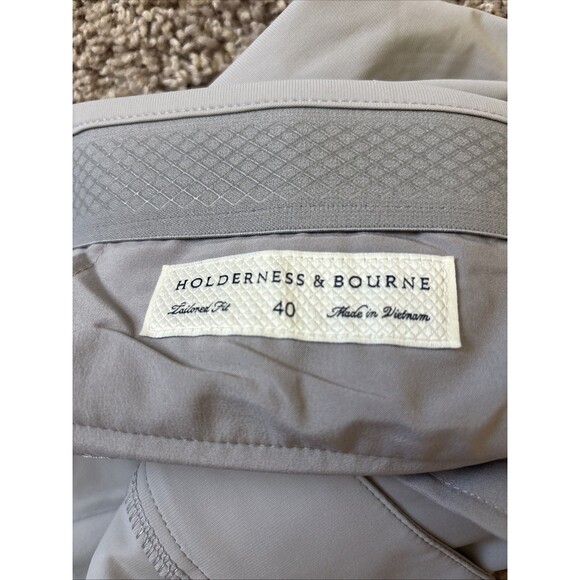 HOLDERNESS & BOURNE
Tailored Fit 40 Made in Vietnam